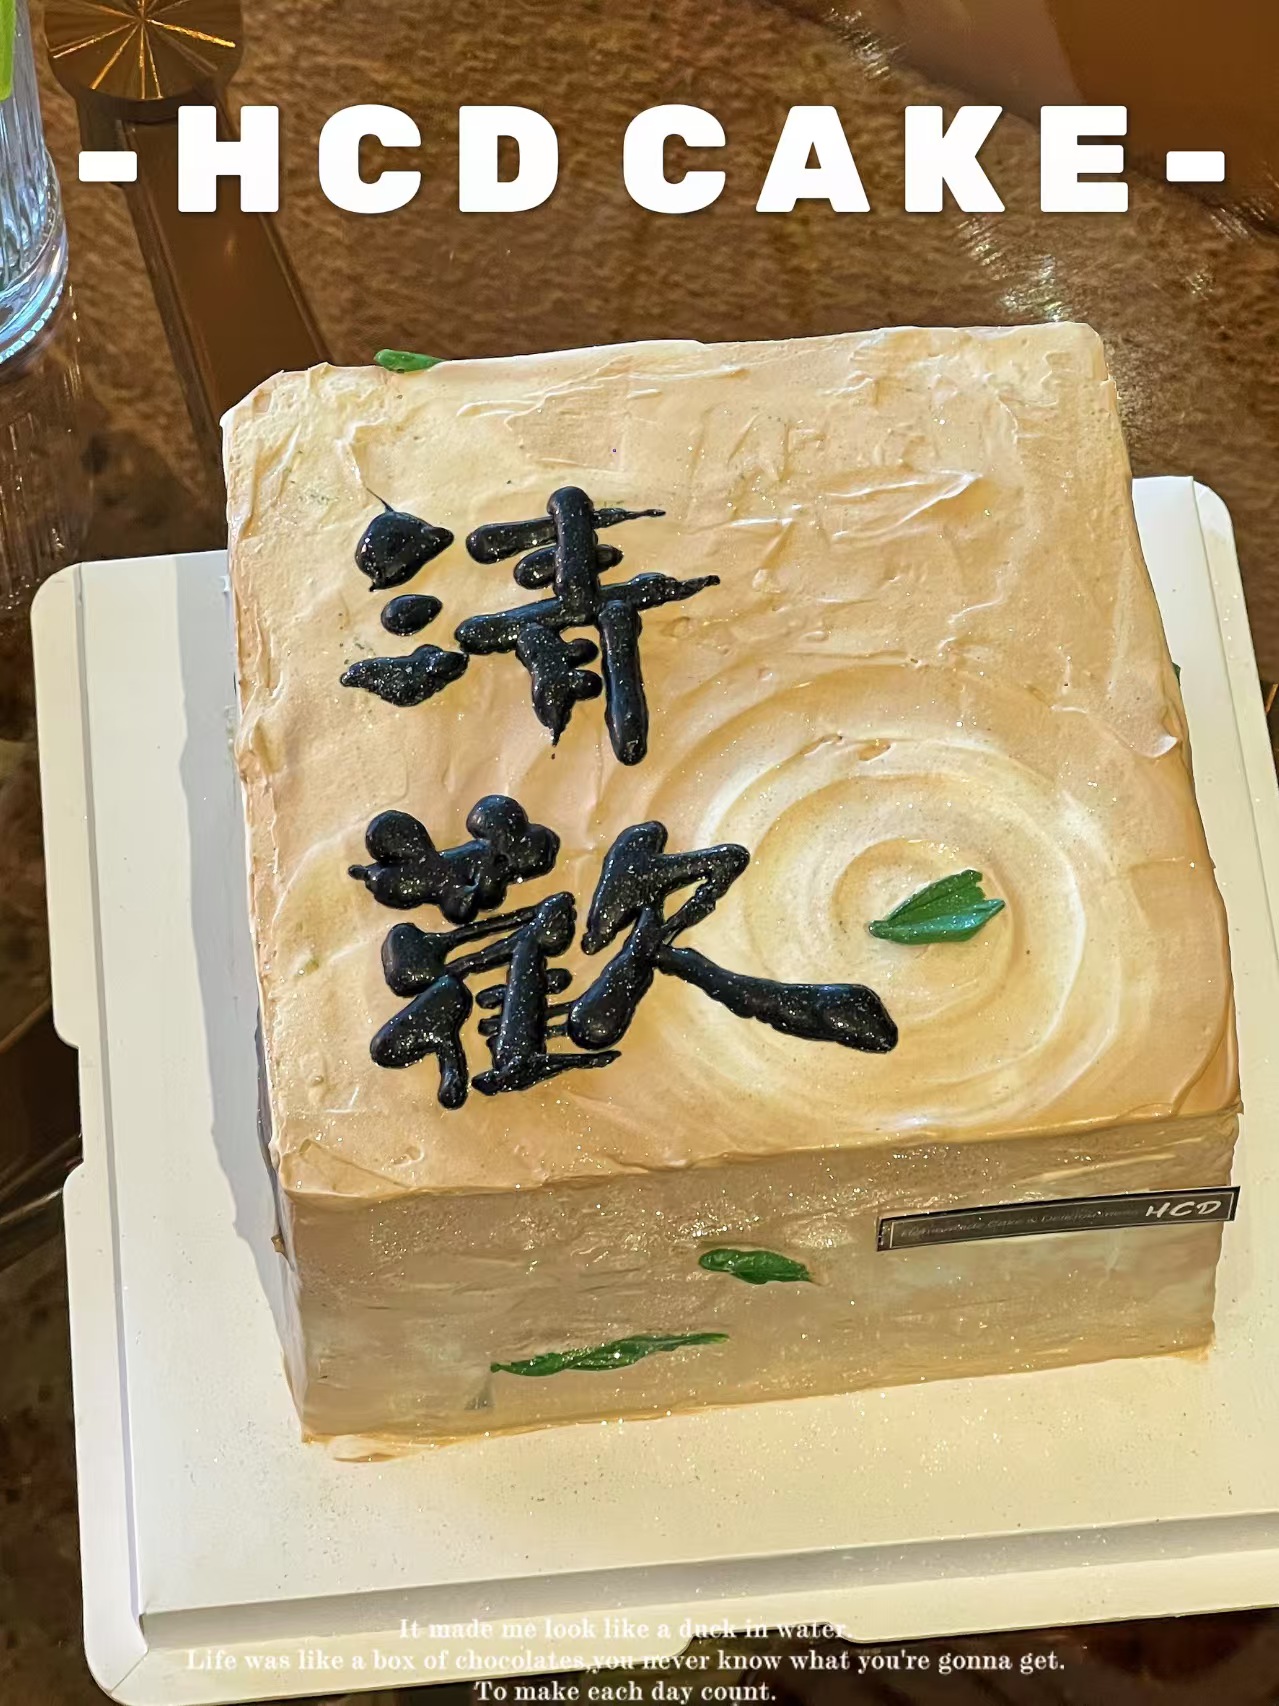 -HCD CAKE-
清
歡
HCD
It made me look like a duck in water.
Life was like a box of chocolates,you never know what you're gonna get.
To make each day count.